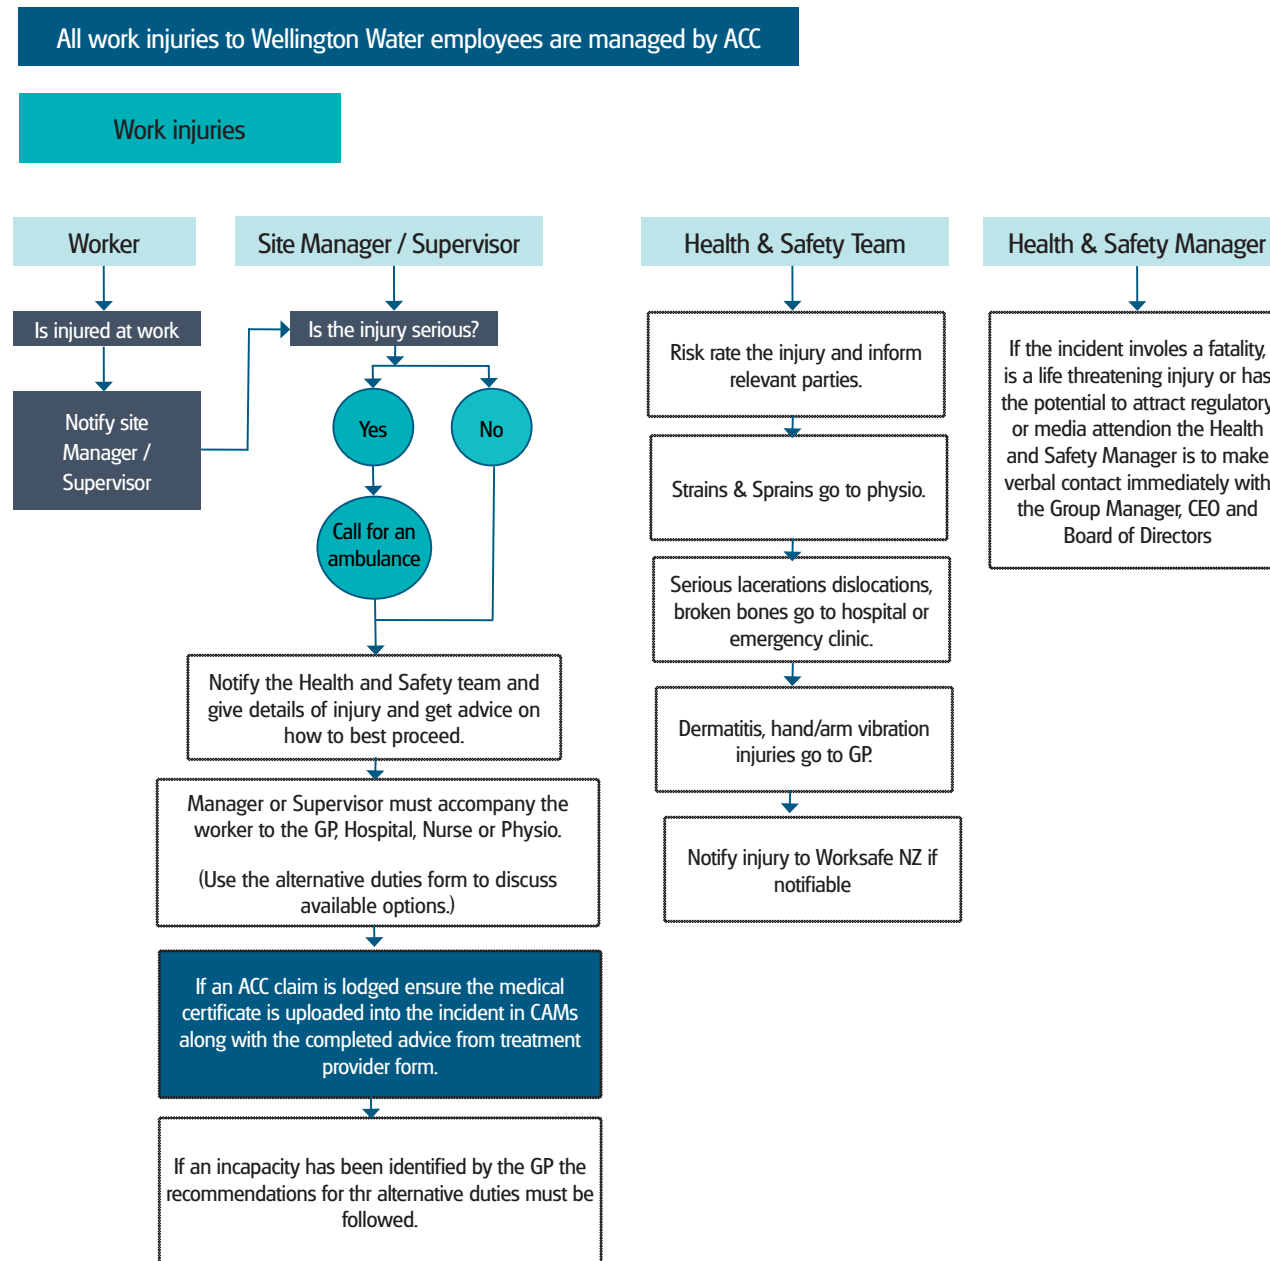 All work injuries to Wellington Water employees are managed by ACC
Work injuries
Worker
Is injured at work
Notify site
Manager /
Supervisor
Site Manager / Supervisor
Is the injury serious?
Yes
No
Call for an
ambulance
Notify the Health and Safety team and
give details of injury and get advice on
how to best proceed.
Manager or Supervisor must accompany the
worker to the GP, Hospital, Nurse or Physio.
(Use the alternative duties form to discuss
available options.)
If an ACC claim is lodged ensure the medical
certificate is uploaded into the incident in CAMs
along with the completed advice from treatment
provider form.
If an incapacity has been identified by the GP the
recommendations for thr alternative duties must be
followed.
Health & Safety Team
Risk rate the injury and inform
relevant parties.
Strains & Sprains go to physio.
Serious lacerations dislocations,
broken bones go to hospital or
emergency clinic.
Dermatitis, hand/arm vibration
injuries go to GP.
Notify injury to Worksafe NZ if
notifiable
Health & Safety Manager
If the incident involes a fatality,
is a life threatening injury or has
the potential to attract regulatory
or media attendion the Health
and Safety Manager is to make
verbal contact immediately with
the Group Manager, CEO and
Board of Directors